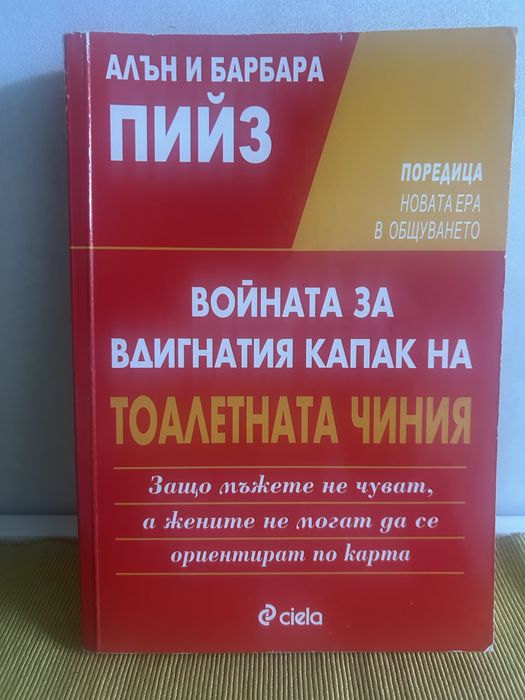 АЛЪН И БАРБАРА
ПИЙЗ
ПОРЕДИЦА
НОВАТА ЕРА
В ОБЩУВАНЕТО
ВОЙНАТА ЗА
ВДИГНАТИЯ КАПАК НА
ТОАЛЕТНАТА ЧИНИЯ
Защо мъжете не чуват,
а жените не могат да се
ориентират по карта
ciela